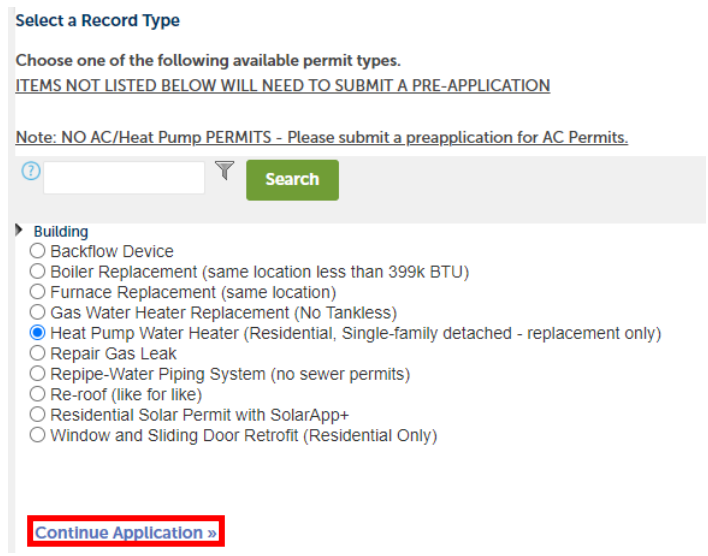 Select a Record Type
Choose one of the following available permit types.
ITEMS NOT LISTED BELOW WILL NEED TO SUBMIT A PRE-APPLICATION
Note: NO AC/Heat Pump PERMITS - Please submit a preapplication for AC Permits.
? Search
Building
Backflow Device
Boiler Replacement (same location less than 399k BTU)
Furnace Replacement (same location)
Gas Water Heater Replacement (No Tankless)
Heat Pump Water Heater (Residential, Single-family detached - replacement only)
Repair Gas Leak
Repipe-Water Piping System (no sewer permits)
Re-roof (like for like)
Residential Solar Permit with SolarApp+
Window and Sliding Door Retrofit (Residential Only)
Continue Application »